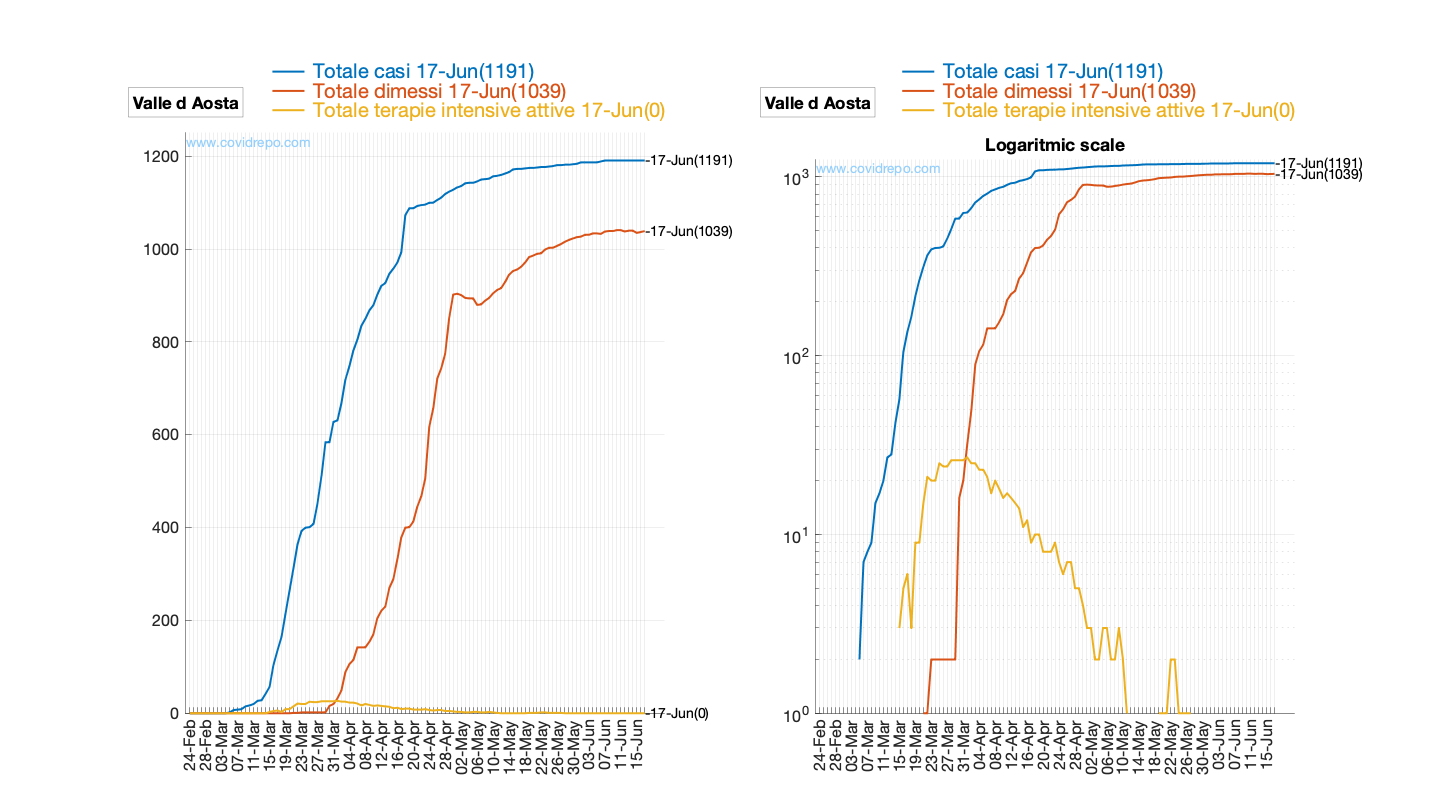 Totale casi 17-Jun(1191)
Totale dimessi 17-Jun(1039)
Totale terapie intensive attive 17-Jun(0)
Valle d Aosta
www.covidrepo.com
1200
1000
800
600
400
200
0
-17-Jun(1191)
-17-Jun(1039)
-17-Jun(0)
24-Feb
28-Feb
03-Mar
07-Mar
11-Mar
15-Mar
19-Mar
23-Mar
27-Mar
31-Mar
04-Apr
08-Apr
12-Apr
16-Apr
20-Apr
24-Apr
28-Apr
02-May
06-May
10-May
14-May
18-May
22-May
26-May
30-May
03-Jun
07-Jun
11-Jun
15-Jun
Totale casi 17-Jun(1191)
Totale dimessi 17-Jun(1039)
Totale terapie intensive attive 17-Jun(0)
Valle d Aosta
Logaritmic scale
www.covidrepo.com
10³
10²
10¹
10⁰
-17-Jun(1191)
-17-Jun(1039)
24-Feb
28-Feb
03-Mar
07-Mar
11-Mar
15-Mar
19-Mar
23-Mar
27-Mar
31-Mar
04-Apr
08-Apr
12-Apr
16-Apr
20-Apr
24-Apr
28-Apr
02-May
06-May
10-May
14-May
18-May
22-May
26-May
30-May
03-Jun
07-Jun
11-Jun
15-Jun